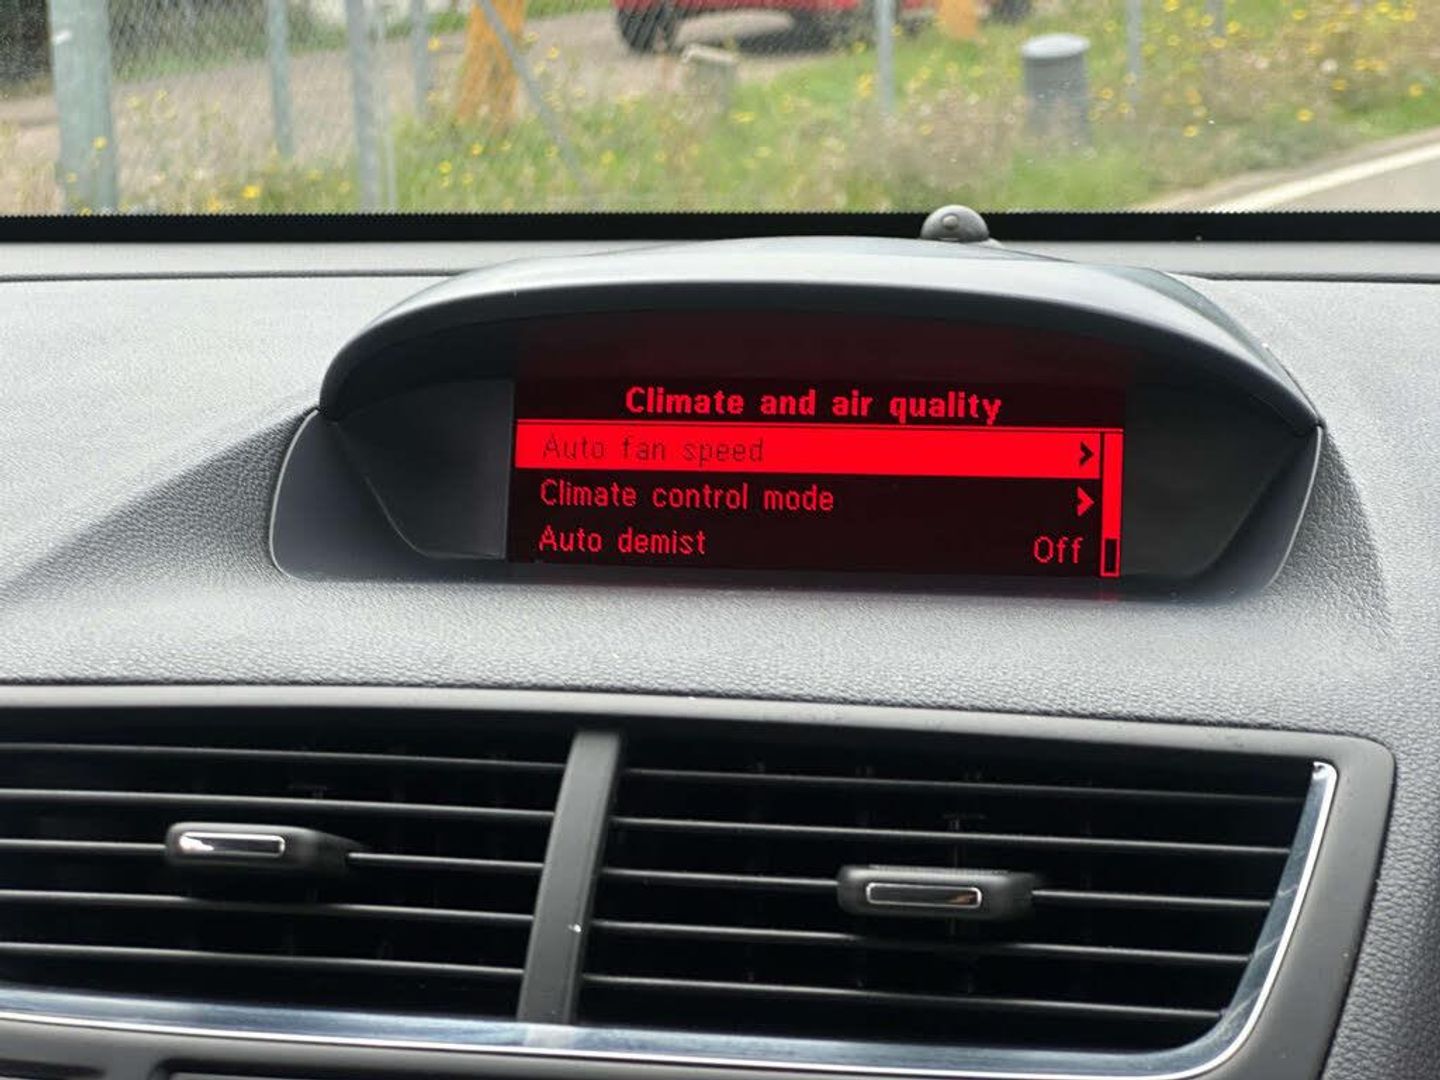 Climate and air quality
Auto fan speed
Climate control mode
Auto demist Off